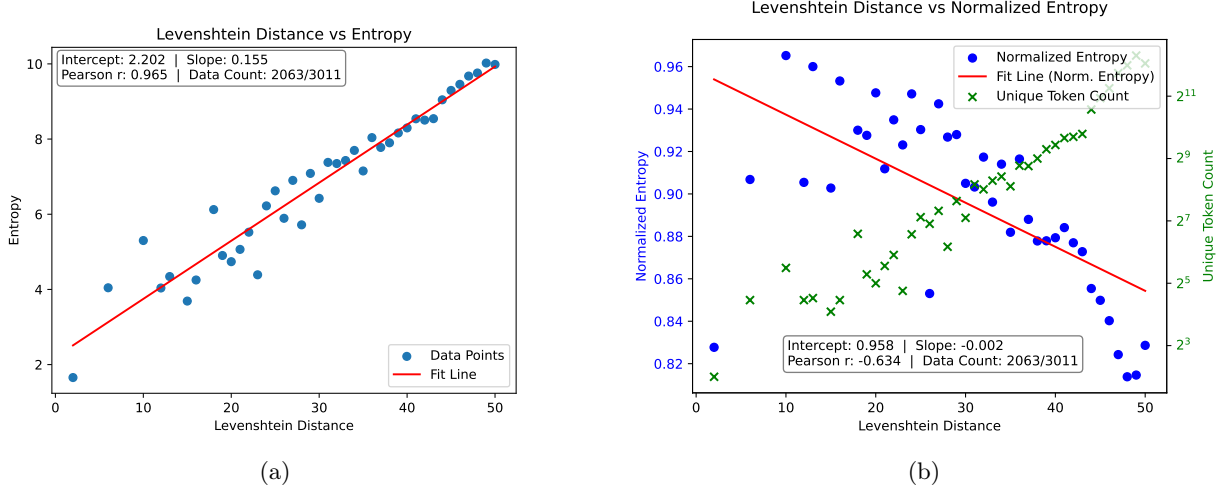 Levenshtein Distance vs Entropy
Intercept: 2.202 | Slope: 0.155
Pearson r: 0.965 | Data Count: 2063/3011
Entropy
10
8
6
4
2
Data Points
Fit Line
0 10 20 30 40 50
Levenshtein Distance
(a)
Levenshtein Distance vs Normalized Entropy
Normalized Entropy
Fit Line (Norm. Entropy)
Unique Token Count
Normalized Entropy
0.96
0.94
0.92
0.90
0.88
0.86
0.84
0.82
2^11
2^9
2^7
2^5
2^3
Unique Token Count
Intercept: 0.958 | Slope: -0.002
Pearson r: -0.634 | Data Count: 2063/3011
0 10 20 30 40 50
Levenshtein Distance
(b)